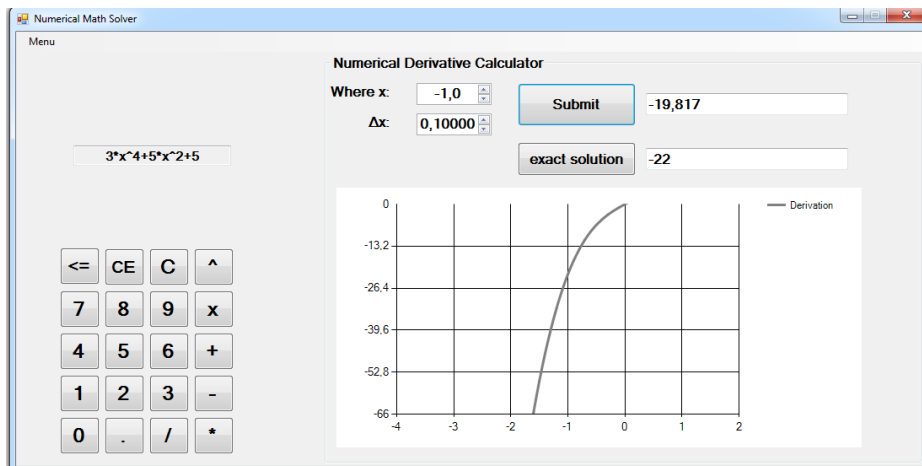 Numerical Math Solver
Menu
Numerical Derivative Calculator
Where x: -1,0 Submit -19,817
Δx: 0,10000
3*x^4+5*x^2+5
exact solution -22
Derivation
0
-13,2
-26,4
-39,6
-52,8
-66
-4 -3 -2 -1 0 1 2
<= CE C ^
7 8 9 x
4 5 6 +
1 2 3 -
0 . / *